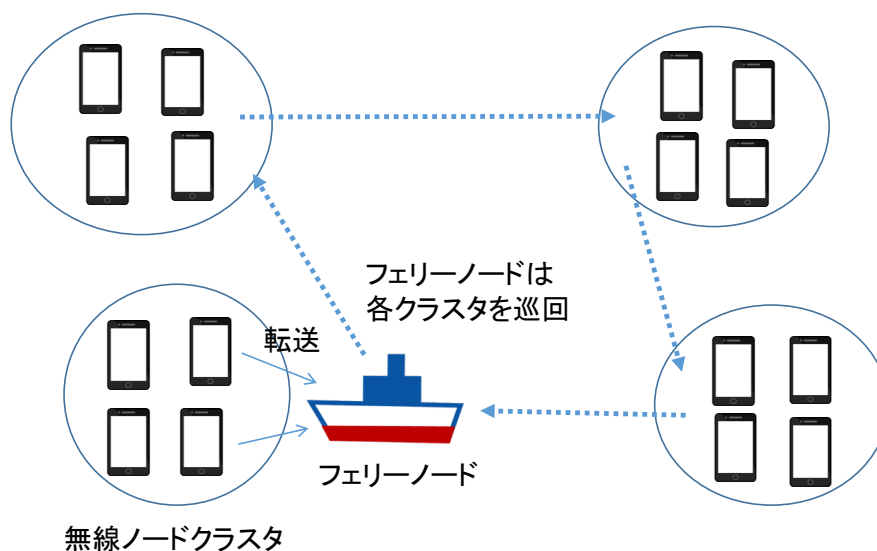 フェリーノードは
各クラスタを巡回
転送
フェリーノード
無線ノードクラスタ